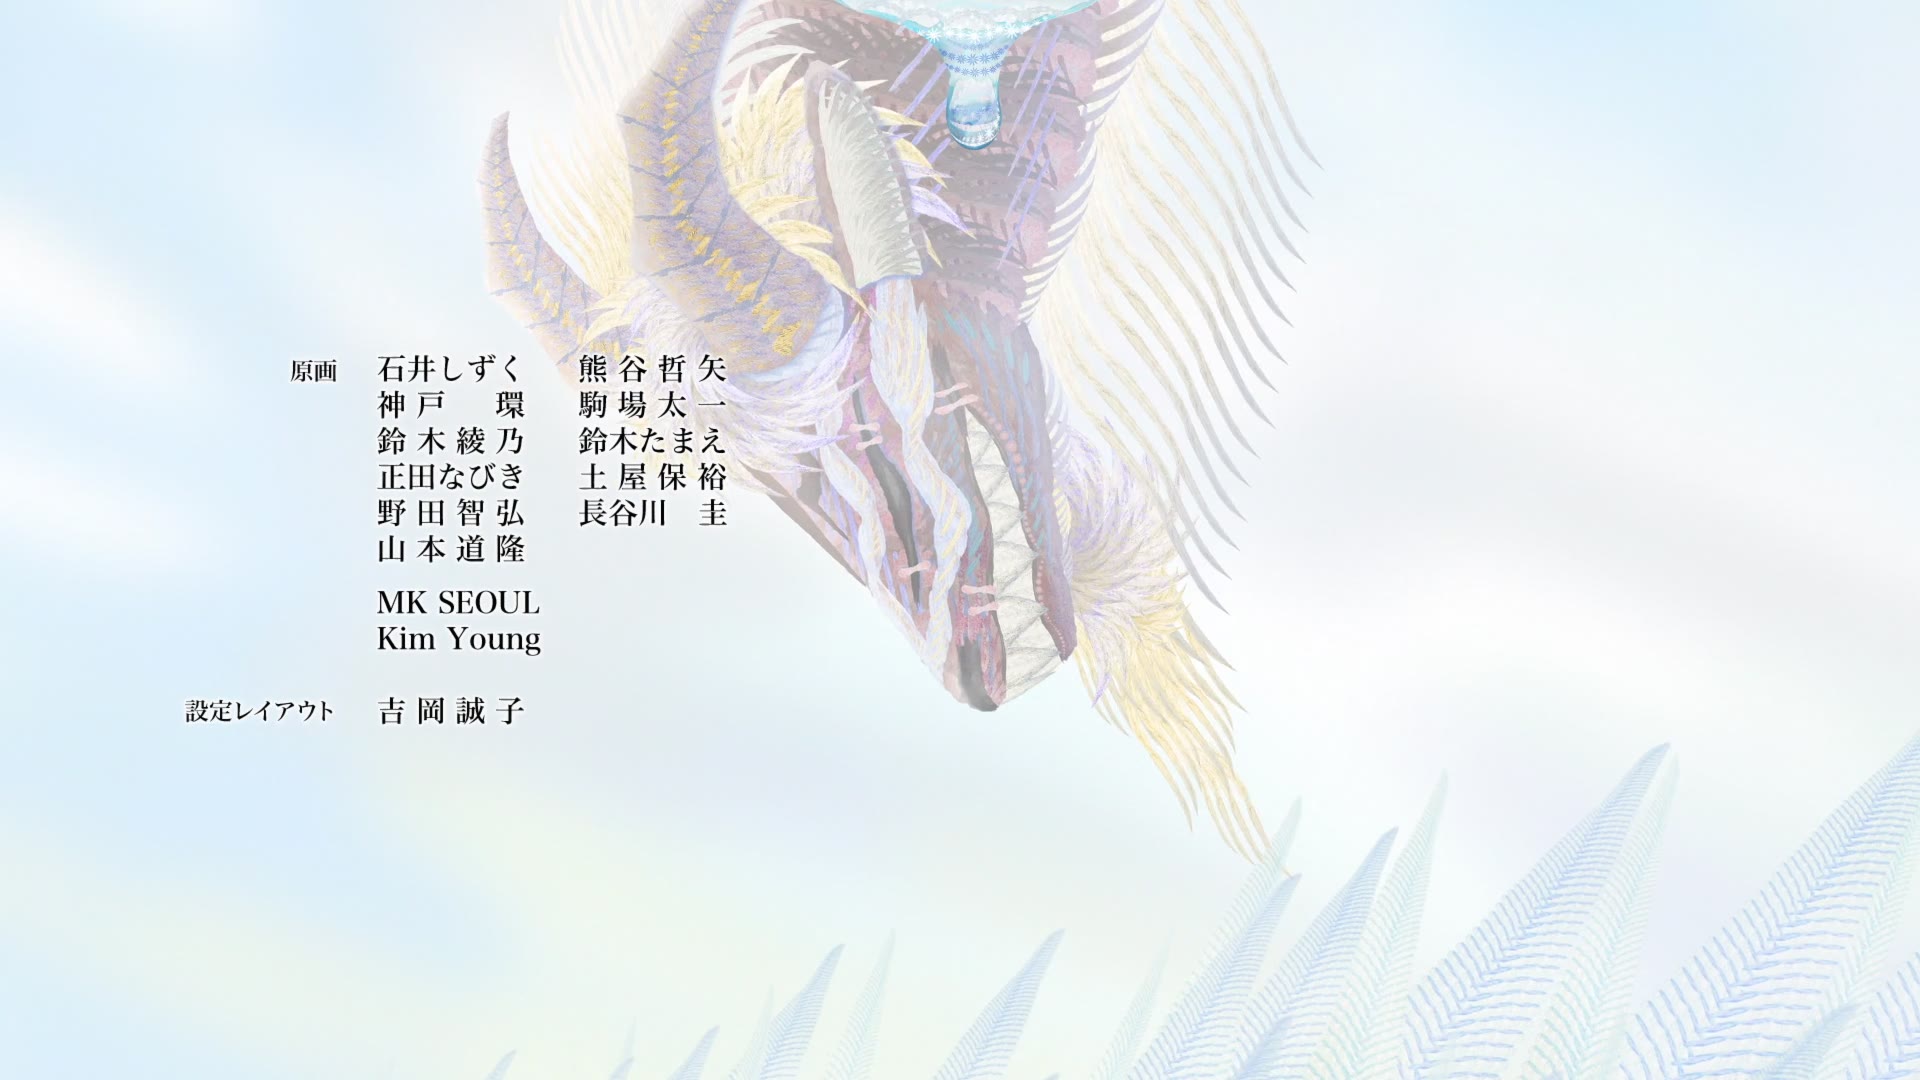 原画 石井しずく 熊谷哲矢
神戸 環 駒場太一
鈴木綾乃 鈴木たまえ
正田なびき 土屋保裕
野田智弘 長谷川 圭
山本道隆
MK SEOUL
Kim Young
設定レイアウト 吉岡誠子